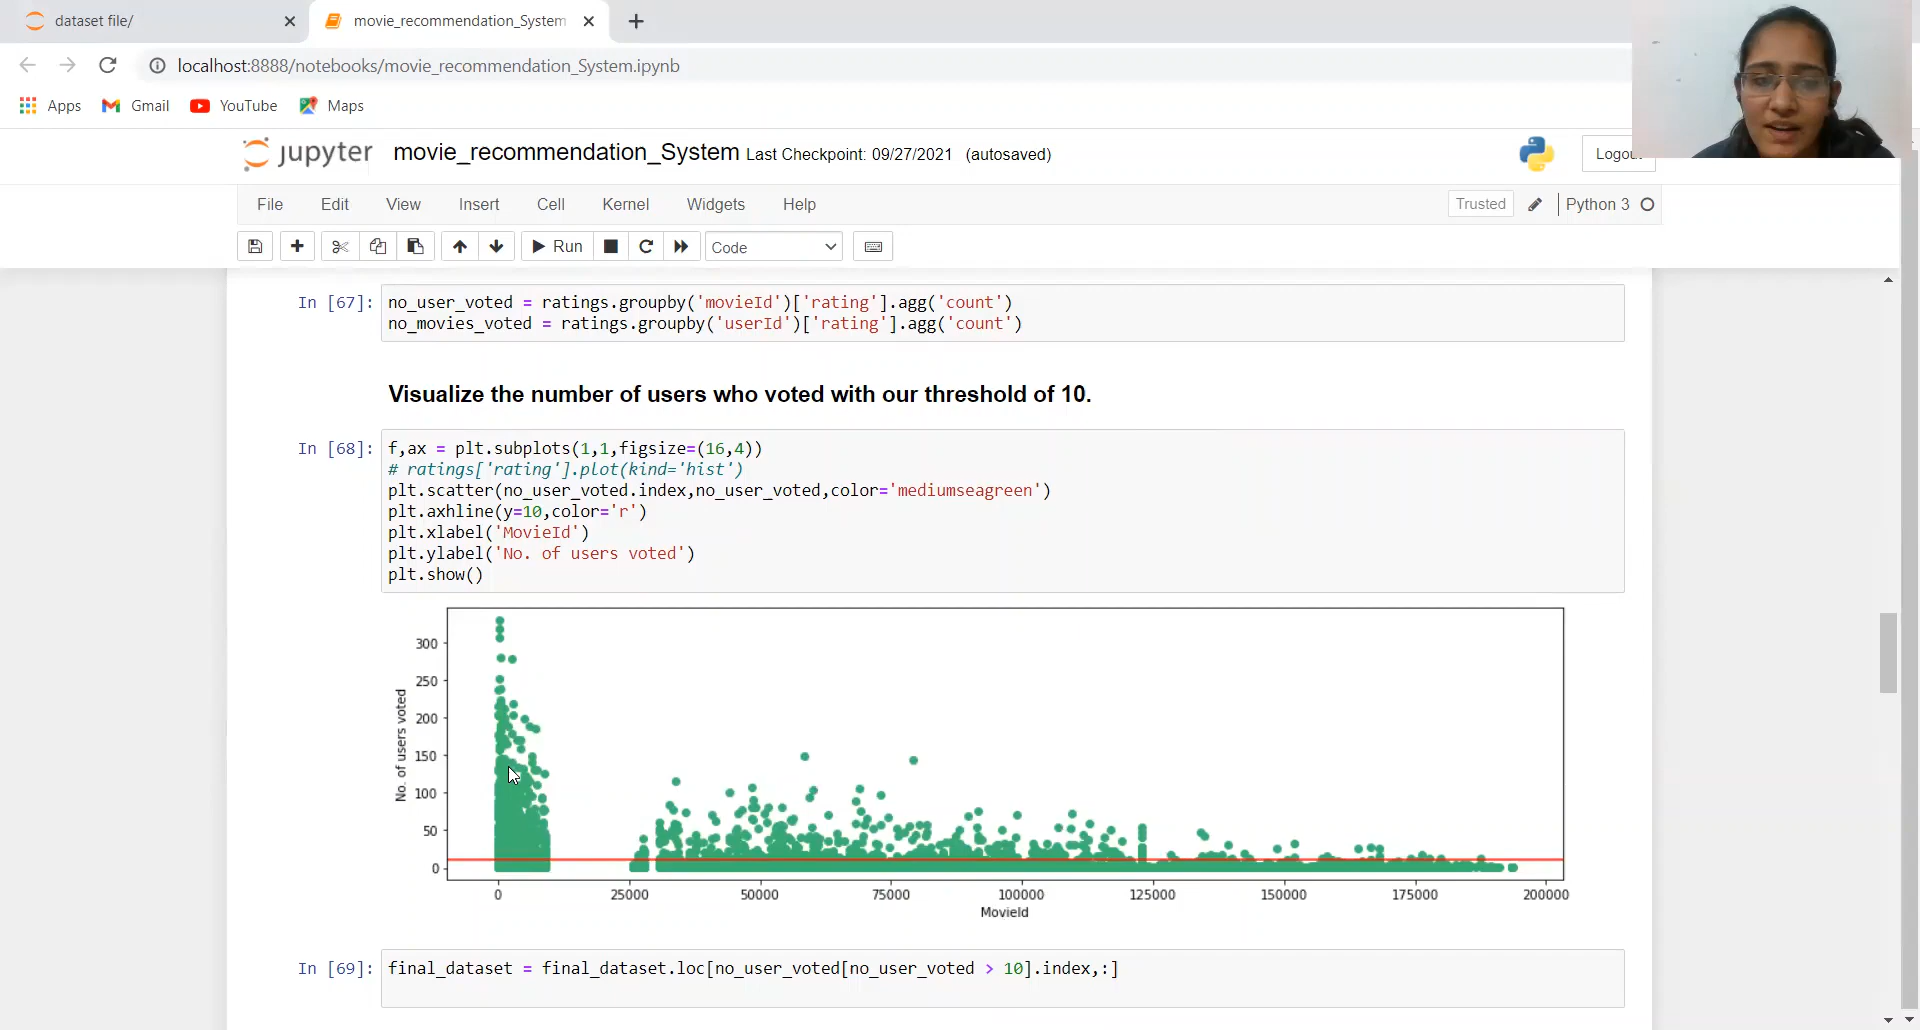 dataset file/
movie_recommendation_System
localhost:8888/notebooks/movie_recommendation_System.ipynb
Apps Gmail YouTube Maps
jupyter movie_recommendation_System Last Checkpoint: 09/27/2021 (autosaved)
Logout
File Edit View Insert Cell Kernel Widgets Help
Trusted Python 3
Run Code
In [67]: no_user_voted = ratings.groupby('movieId')['rating'].agg('count')
no_movies_voted = ratings.groupby('userId')['rating'].agg('count')
Visualize the number of users who voted with our threshold of 10.
In [68]: f,ax = plt.subplots(1,1,figsize=(16,4))
# ratings['rating'].plot(kind='hist')
plt.scatter(no_user_voted.index,no_user_voted,color='mediumseagreen')
plt.axhline(y=10,color='r')
plt.xlabel('MovieId')
plt.ylabel('No. of users voted')
plt.show()
No. of users voted
300
250
200
150
100
50
0
0 25000 50000 75000 100000 125000 150000 175000 200000
MovieId
In [69]: final_dataset = final_dataset.loc[no_user_voted[no_user_voted > 10].index,:]